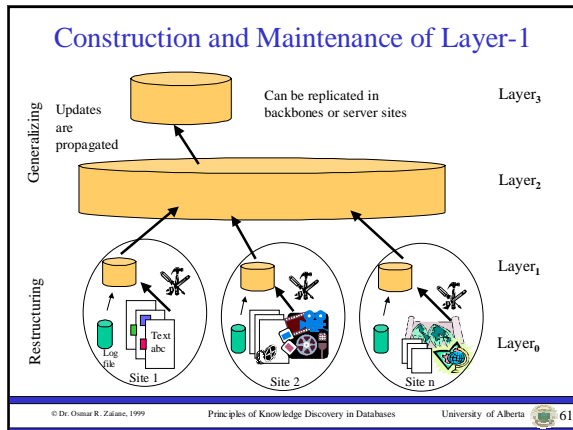 Construction and Maintenance of Layer-1
Generalizing
Updates
are
propagated
Can be replicated in
backbones or server sites
Layer3
Layer2
Restructuring
Layer1
Layer0
Log
file
Text
abc
Site 1
Site 2
Site n
© Dr. Osmar R. Zaïane, 1999
Principles of Knowledge Discovery in Databases
University of Alberta
61